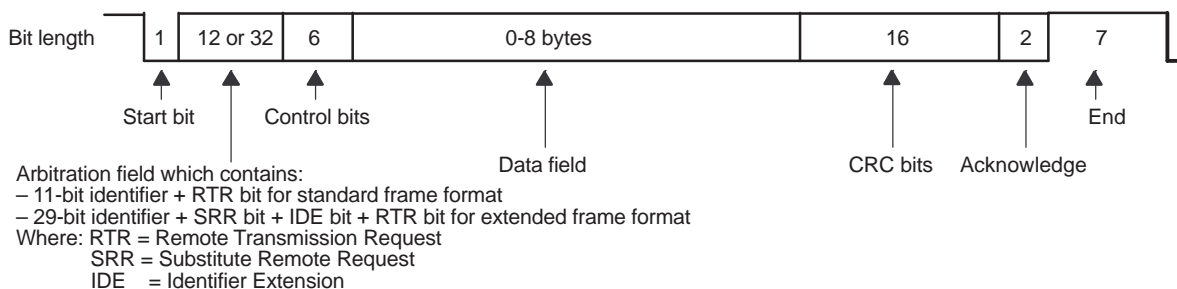 Bit length 1 12 or 32 6 0-8 bytes 16 2 7
Start bit Control bits End
Data field CRC bits Acknowledge
Arbitration field which contains:
– 11-bit identifier + RTR bit for standard frame format
– 29-bit identifier + SRR bit + IDE bit + RTR bit for extended frame format
Where: RTR = Remote Transmission Request
SRR = Substitute Remote Request
IDE = Identifier Extension